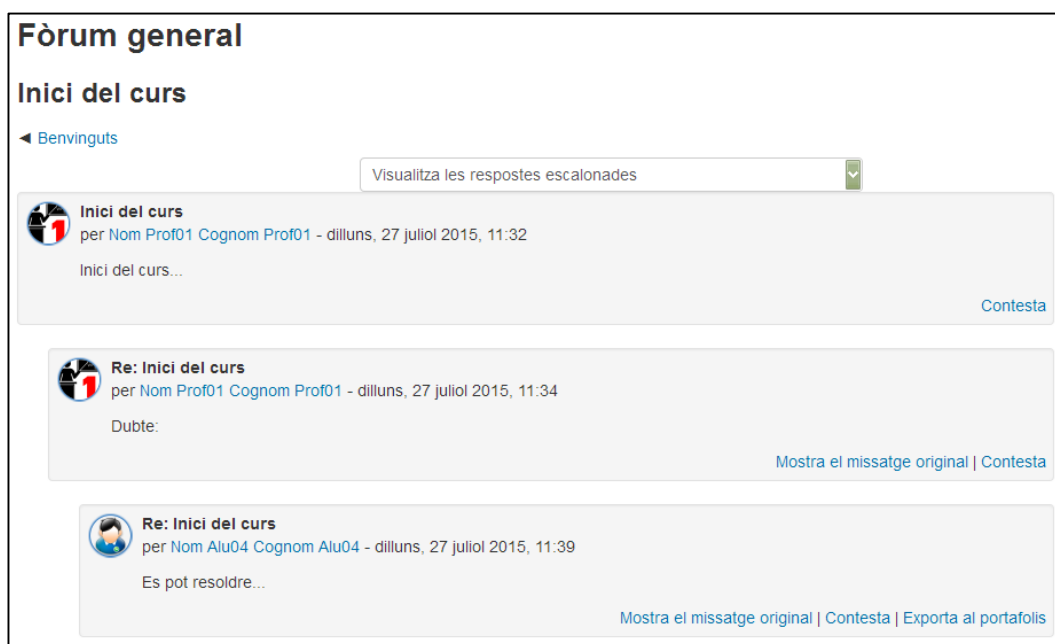 Fòrum general
Inici del curs
◄ Benvinguts
Visualitza les respostes escalonades
Inici del curs
per Nom Prof01 Cognom Prof01 - dilluns, 27 juliol 2015, 11:32
Inici del curs...
Contesta
Re: Inici del curs
per Nom Prof01 Cognom Prof01 - dilluns, 27 juliol 2015, 11:34
Dubte:
Mostra el missatge original | Contesta
Re: Inici del curs
per Nom Alu04 Cognom Alu04 - dilluns, 27 juliol 2015, 11:39
Es pot resoldre...
Mostra el missatge original | Contesta | Exporta al portafolis